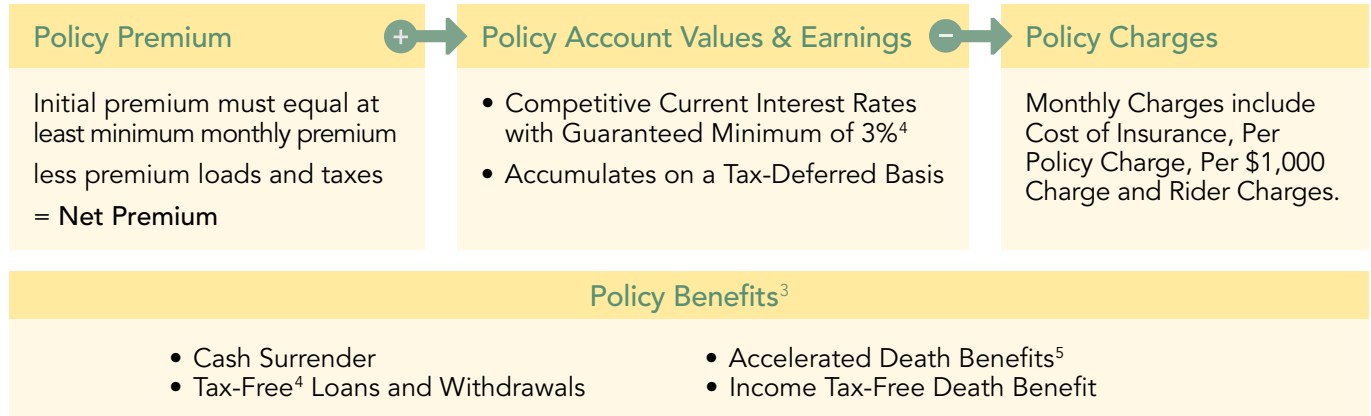 Policy Premium
Initial premium must equal at
least minimum monthly premium
less premium loads and taxes
= Net Premium
+
Policy Account Values & Earnings
• Competitive Current Interest Rates
with Guaranteed Minimum of 3%⁴
• Accumulates on a Tax-Deferred Basis
−
Policy Charges
Monthly Charges include
Cost of Insurance, Per
Policy Charge, Per $1,000
Charge and Rider Charges.
Policy Benefits³
• Cash Surrender
• Tax-Free⁴ Loans and Withdrawals
• Accelerated Death Benefits⁵
• Income Tax-Free Death Benefit